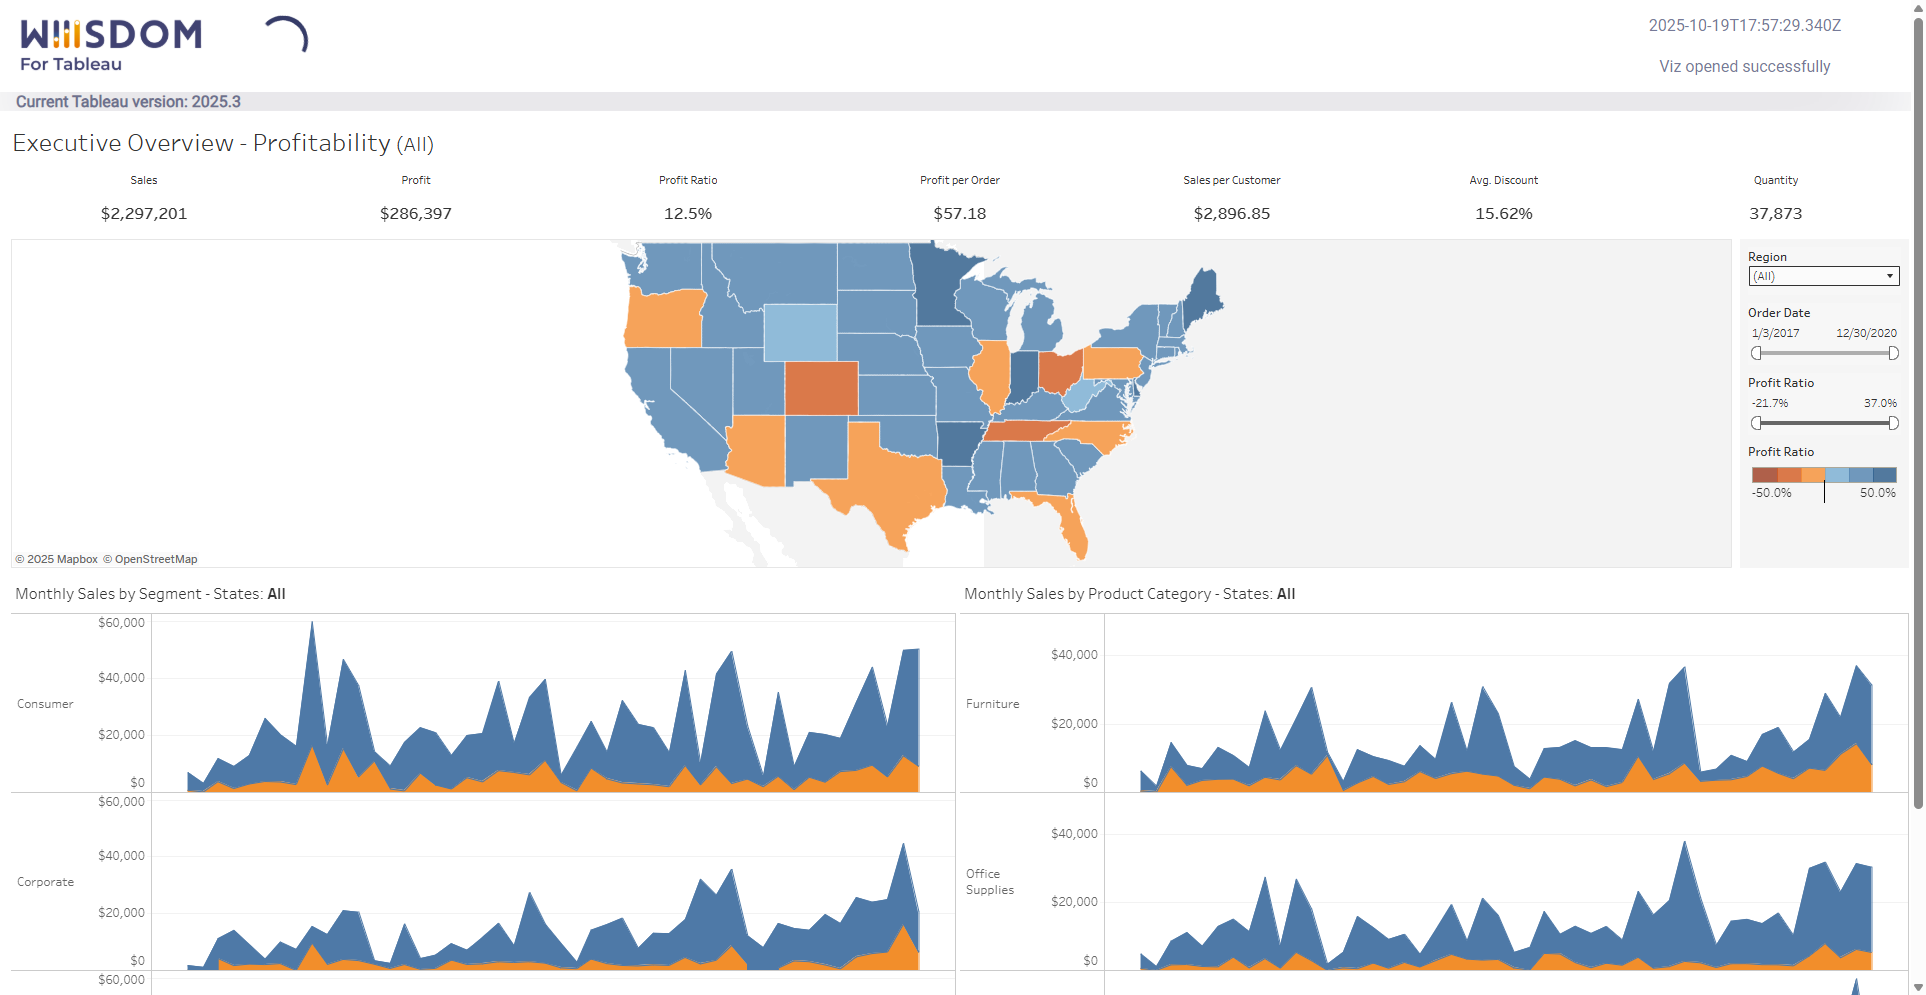 WIIISDOM
For Tableau
2025-10-19T17:57:29.340Z
Viz opened successfully
Current Tableau version: 2025.3
Executive Overview - Profitability (All)
Sales
Profit
Profit Ratio
Profit per Order
Sales per Customer
Avg. Discount
Quantity
$2,297,201
$286,397
12.5%
$57.18
$2,896.85
15.62%
37,873
Region
(All)
Order Date
1/3/2017 12/30/2020
Profit Ratio
-21.7% 37.0%
Profit Ratio
-50.0% 50.0%
© 2025 Mapbox © OpenStreetMap
Monthly Sales by Segment - States: All
$60,000
$40,000
Consumer
$20,000
$0
$60,000
$40,000
Corporate
$20,000
$0
$60,000
Monthly Sales by Product Category - States: All
$40,000
Furniture
$20,000
$0
$40,000
Office
Supplies
$20,000
$0